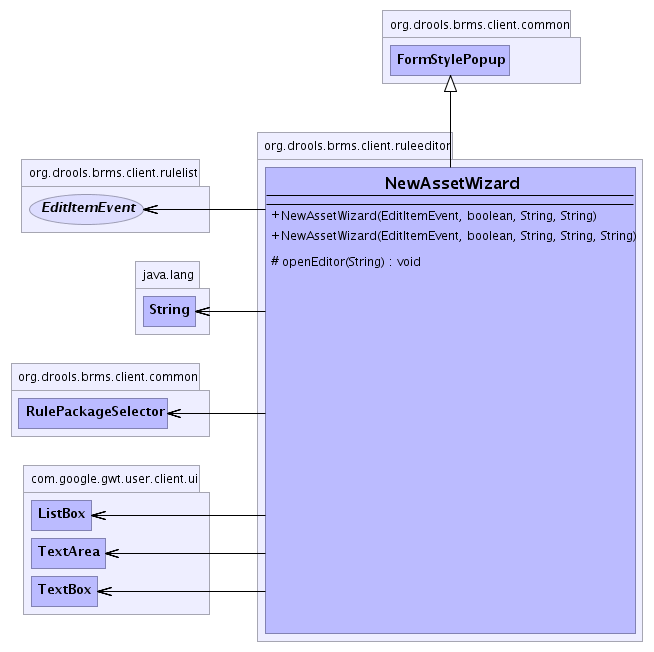 org.drools.brms.client.common
FormStylePopup
org.drools.brms.client.ruleeditor
NewAssetWizard
+NewAssetWizard(EditItemEvent, boolean, String, String)
+NewAssetWizard(EditItemEvent, boolean, String, String, String)
# openEditor(String) : void
org.drools.brms.client.rulelist
EditItemEvent
java.lang
String
org.drools.brms.client.common
RulePackageSelector
com.google.gwt.user.client.ui
ListBox
TextArea
TextBox